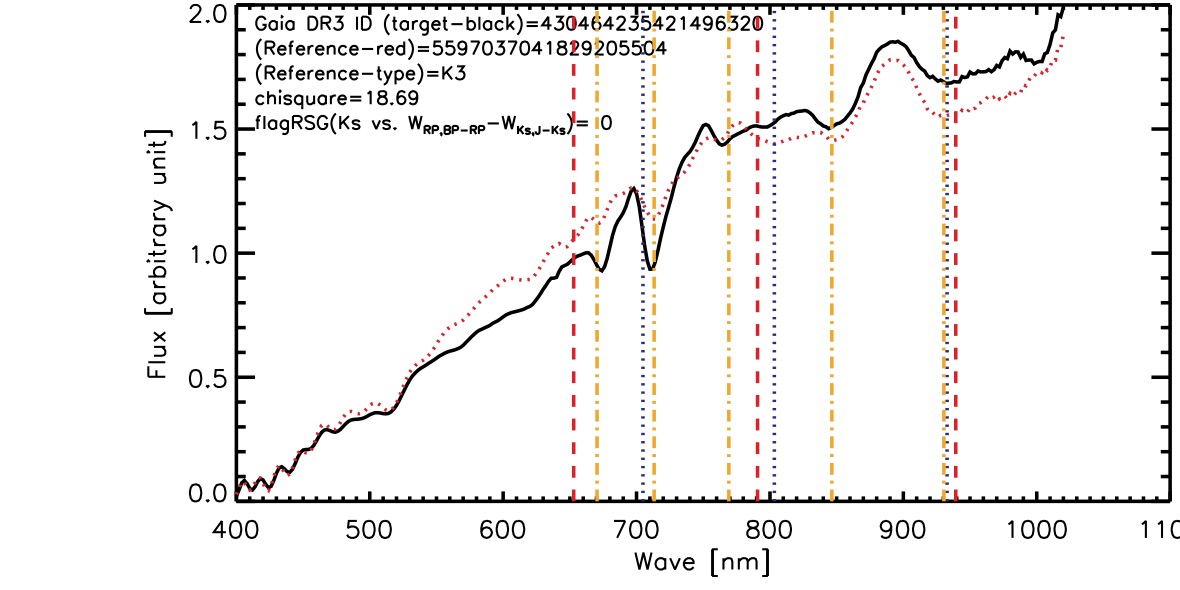 Gaia DR3 ID (target-black)=430464235421496320
(Reference-red)=5597037041829205504
(Reference-type)=K3
chisquare=18.69
flagRSG(Ks vs. WRP,BP-RP-WKs,J-Ks)= 0
2.0
1.5
1.0
0.5
0.0
Flux [arbitrary unit]
400 500 600 700 800 900 1000 110
Wave [nm]